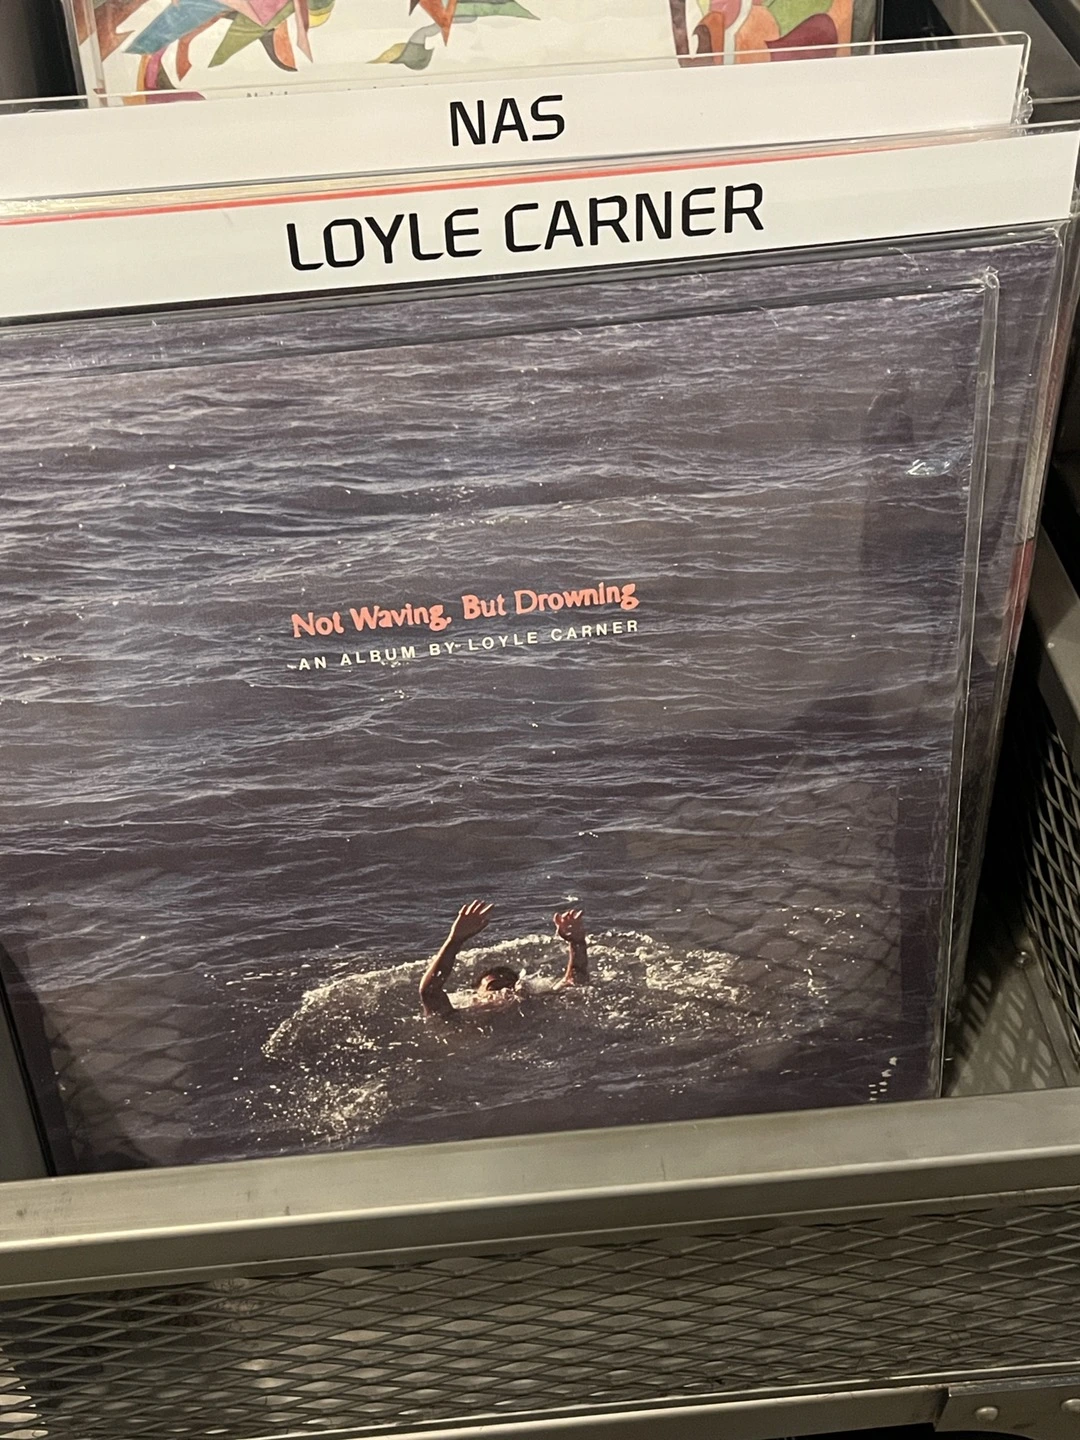 NAS
LOYLE CARNER
Not Waving, But Drowning
AN ALBUM BY LOYLE CARNER